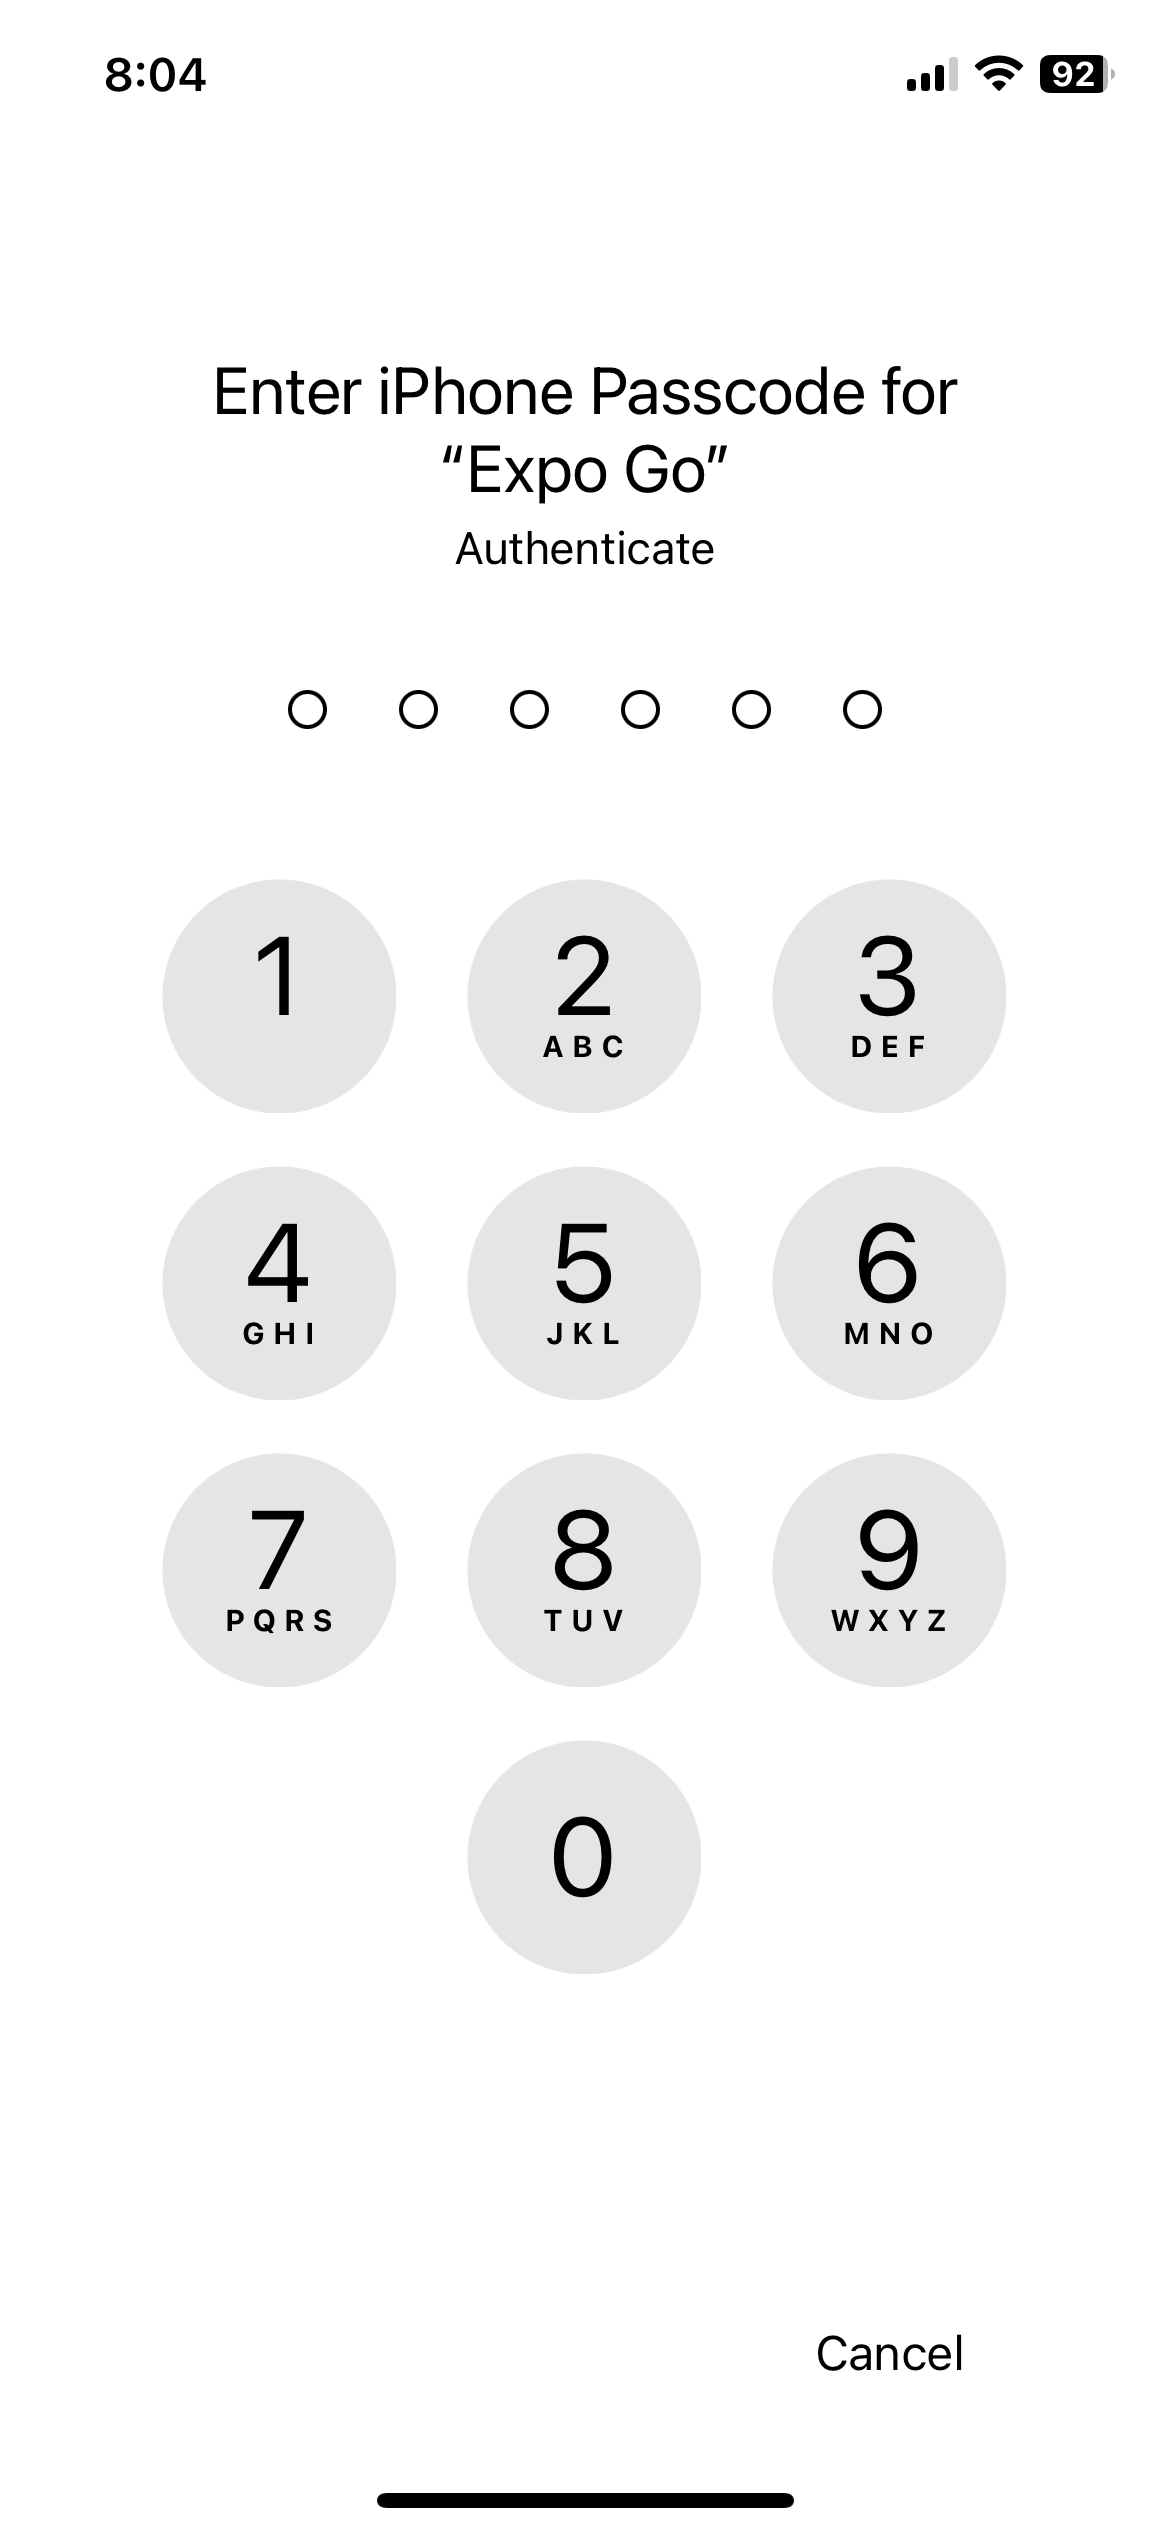 8:04
92
Enter iPhone Passcode for
“Expo Go”
Authenticate
1
2
ABC
3
DEF
4
GHI
5
JKL
6
MNO
7
PQRS
8
TUV
9
WXYZ
0
Cancel